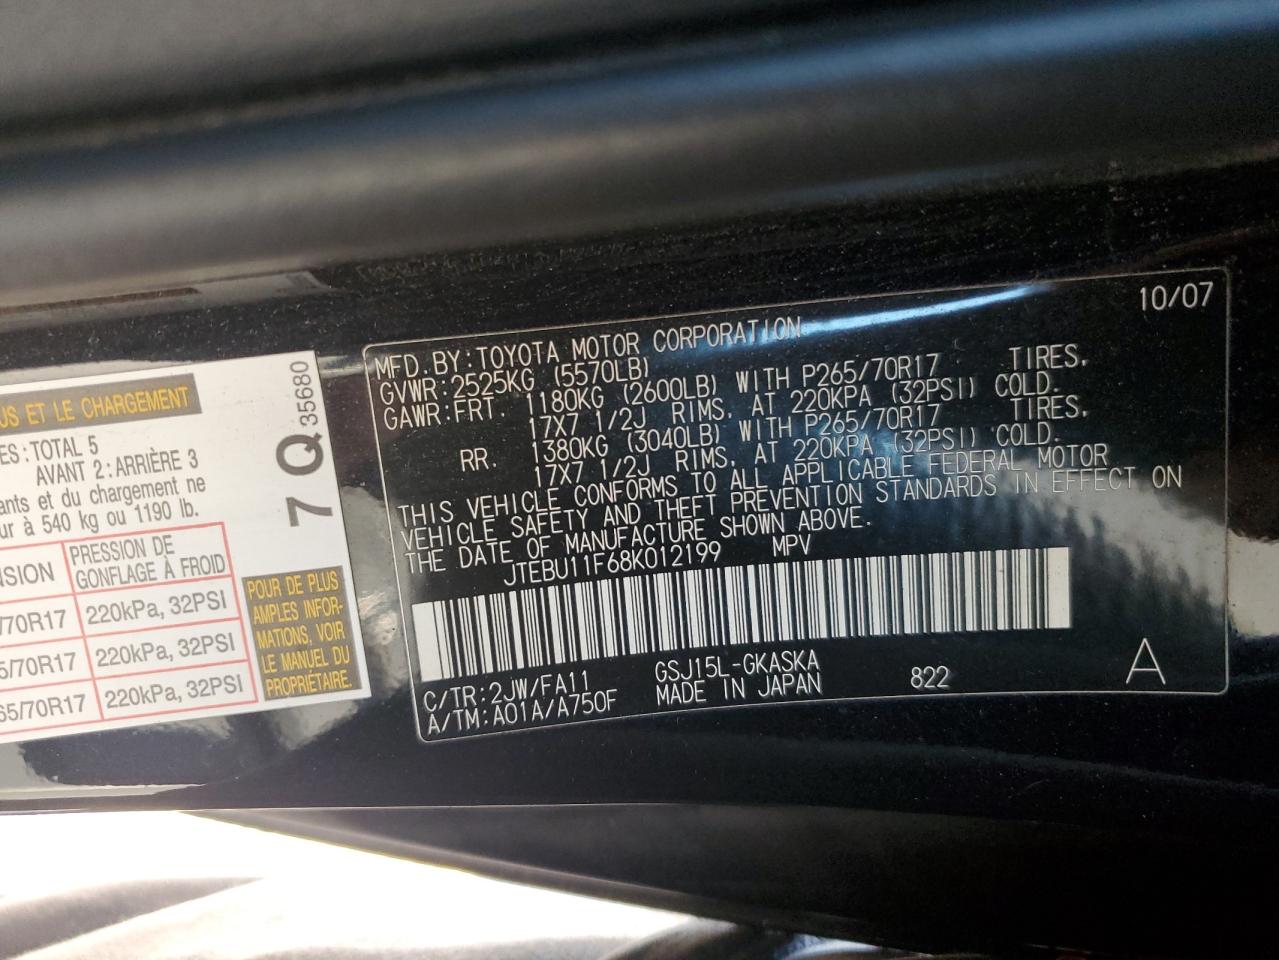 US ET LE CHARGEMENT
ES : TOTAL 5
AVANT 2 : ARRIÈRE 3
ants et du chargement ne
ur à 540 kg ou 1190 lb.
NSION
PRESSION DE
GONFLAGE À FROID
/70R17
220kPa, 32PSI
5/70R17
220kPa, 32PSI
65/70R17
220kPa, 32PSI
7 Q 35680
POUR DE PLUS
AMPLES INFOR-
MATIONS, VOIR
LE MANUEL DU
PROPRIÉTAIRE.
10/07
MFD. BY: TOYOTA MOTOR CORPORATION
GVWR: 2525KG (5570LB)
GAWR: FRT. 1180KG (2600LB) WITH P265/70R17 TIRES,
17X7 1/2J RIMS, AT 220KPA (32PSI) COLD.
RR. 1380KG (3040LB) WITH P265/70R17 TIRES,
17X7 1/2J RIMS, AT 220KPA (32PSI) COLD.
THIS VEHICLE CONFORMS TO ALL APPLICABLE FEDERAL MOTOR
VEHICLE SAFETY AND THEFT PREVENTION STANDARDS IN EFFECT ON
THE DATE OF MANUFACTURE SHOWN ABOVE.
JTEBU11F68K012199 MPV
C/TR: 2JW/FA11 GSJ15L-GKASKA
A/TM: A01A/A750F MADE IN JAPAN 822 A